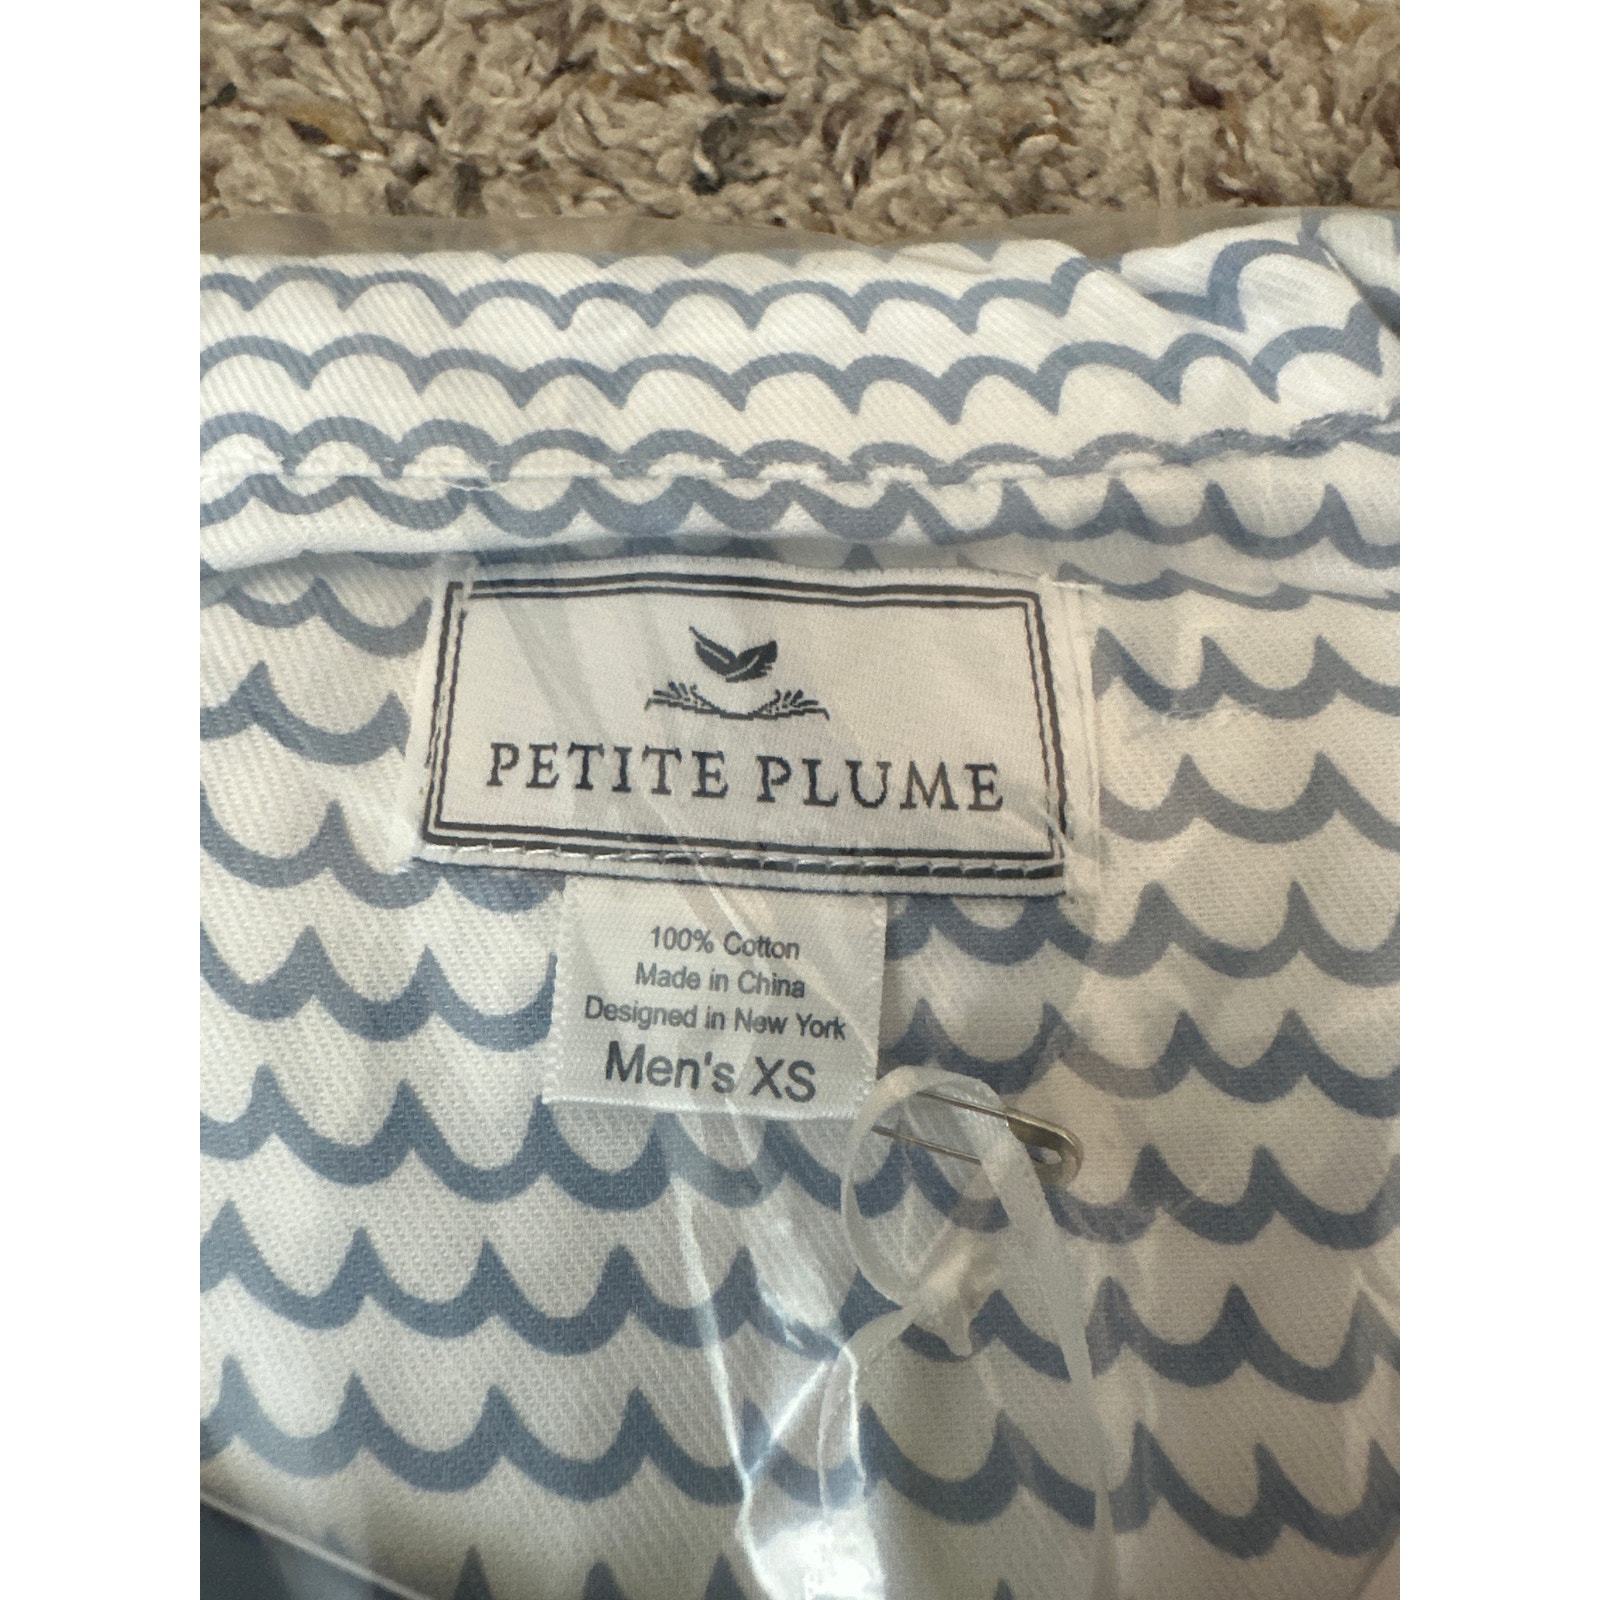 PETITE PLUME
100% Cotton
Made in China
Designed in New York
Men's XS